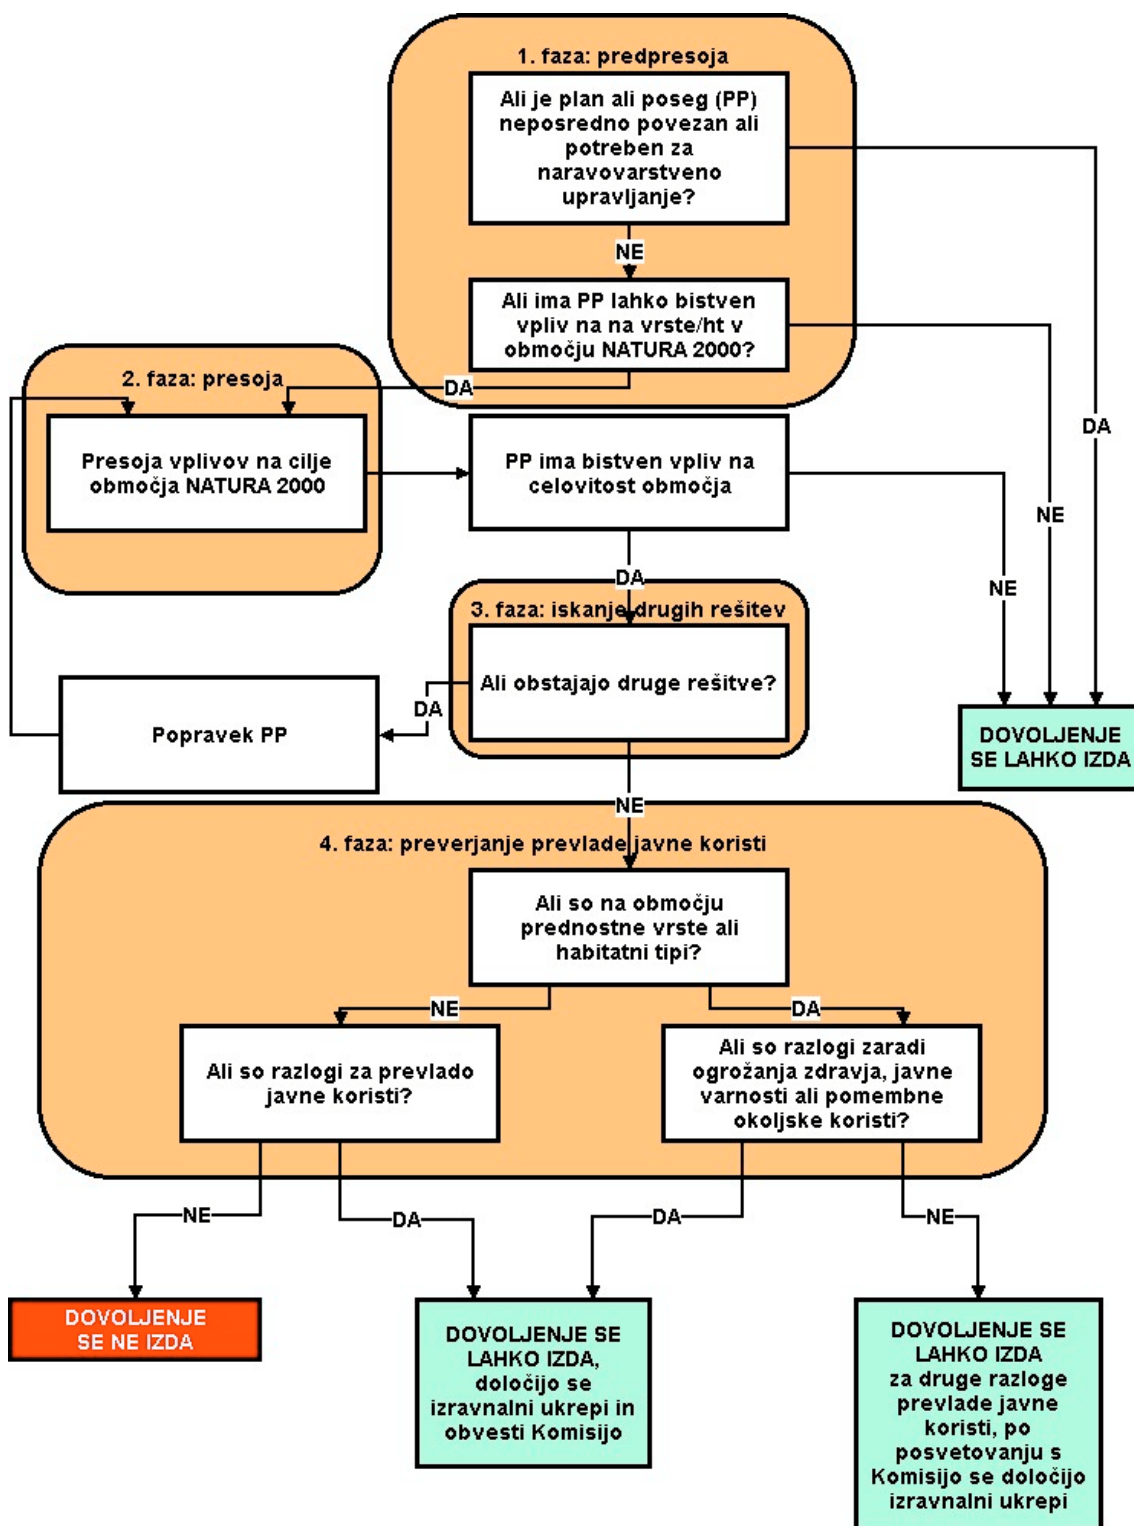 1. faza: predpresoja
Ali je plan ali poseg (PP)
neposredno povezan ali
potreben za
naravovarstveno
upravljanje?
NE
Ali ima PP lahko bistven
vpliv na na vrste/ht v
območju NATURA 2000?
2. faza: presoja
DA
DA
Presoja vplivov na cilje
območja NATURA 2000
PP ima bistven vpliv na
celovitost območja
NE
NE
DA
3. faza: iskanje drugih rešitev
Ali obstajajo druge rešitve?
DA
Popravek PP
DOVOLJENJE
SE LAHKO IZDA
NE
4. faza: preverjanje prevlade javne koristi
Ali so na območju
prednostne vrste ali
habitatni tipi?
NE
DA
Ali so razlogi za prevlado
javne koristi?
Ali so razlogi zaradi
ogrožanja zdravja, javne
varnosti ali pomembne
okoljske koristi?
NE
DA
DA
NE
DOVOLJENJE
SE NE IZDA
DOVOLJENJE SE
LAHKO IZDA,
določijo se
izravnalni ukrepi in
obvesti Komisijo
DOVOLJENJE SE
LAHKO IZDA
za druge razloge
prevlade javne
koristi, po
posvetovanju s
Komisijo se določijo
izravnalni ukrepi